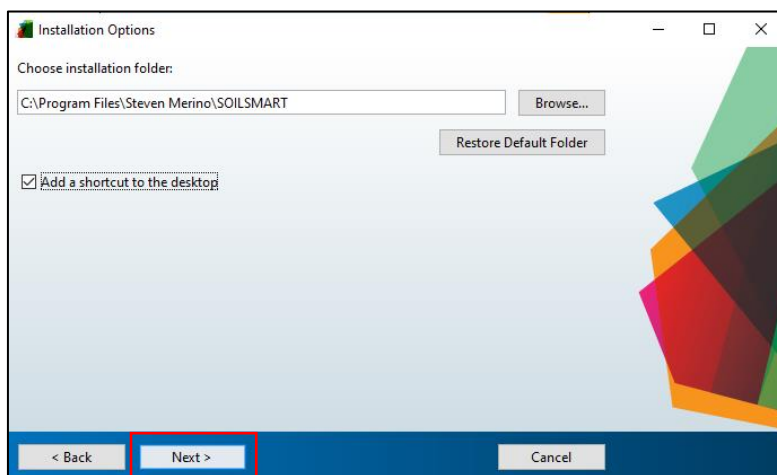 Installation Options
Choose installation folder:
C:\Program Files\Steven Merino\SOILSMART
Browse...
Restore Default Folder
Add a shortcut to the desktop
< Back
Next >
Cancel